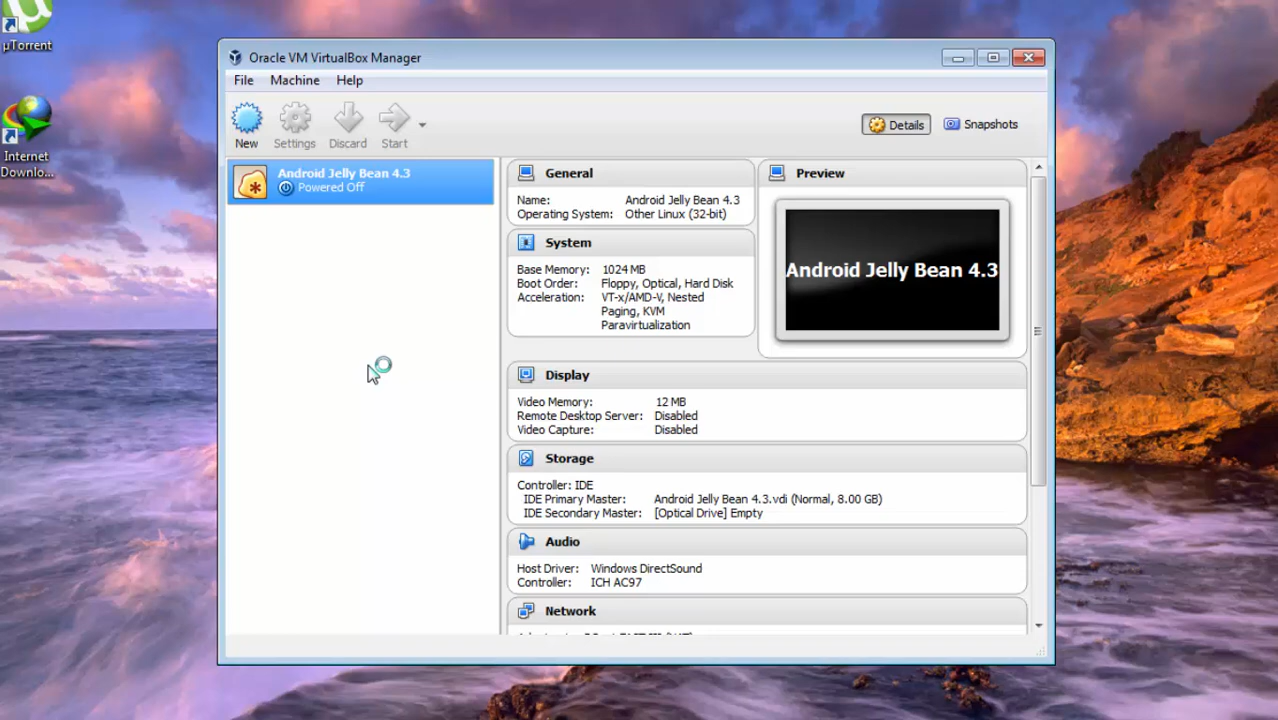 µTorrent
Internet
Downlo...
Oracle VM VirtualBox Manager
File Machine Help
New Settings Discard Start
Details Snapshots
Android Jelly Bean 4.3
Powered Off
General
Name: Android Jelly Bean 4.3
Operating System: Other Linux (32-bit)
System
Base Memory: 1024 MB
Boot Order: Floppy, Optical, Hard Disk
Acceleration: VT-x/AMD-V, Nested
Paging, KVM
Paravirtualization
Preview
Android Jelly Bean 4.3
Display
Video Memory: 12 MB
Remote Desktop Server: Disabled
Video Capture: Disabled
Storage
Controller: IDE
IDE Primary Master: Android Jelly Bean 4.3.vdi (Normal, 8.00 GB)
IDE Secondary Master: [Optical Drive] Empty
Audio
Host Driver: Windows DirectSound
Controller: ICH AC97
Network